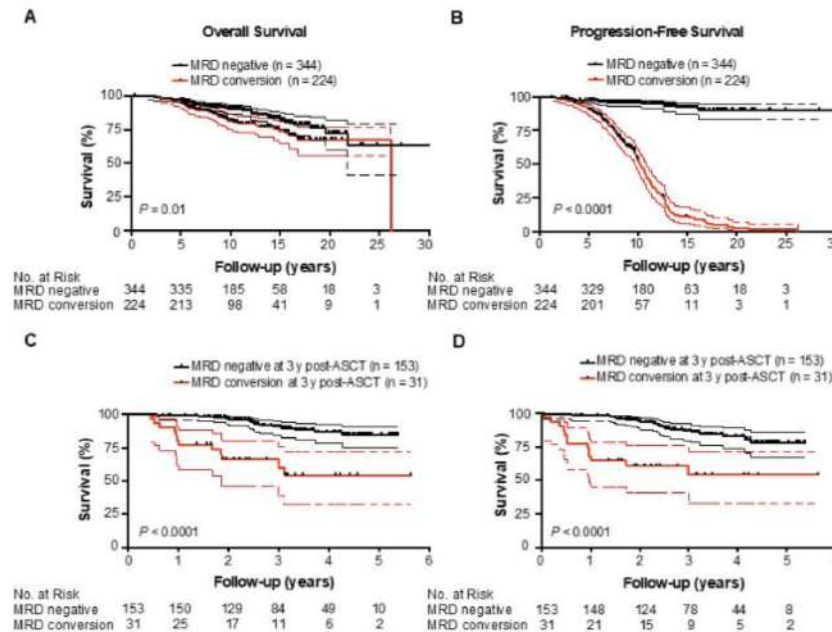 A
Overall Survival
MRD negative (n = 344)
MRD conversion (n = 224)
100
75
50
25
0
Survival (%)
P = 0.01
5 10 15 20 25 30
Follow-up (years)
No. at Risk
MRD negative 344 335 185 58 18 3
MRD conversion 224 213 98 41 9 1
B
Progression-Free Survival
MRD negative (n = 344)
MRD conversion (n = 224)
100
75
50
25
0
Survival (%)
P < 0.0001
5 10 15 20 25
Follow-up (years)
344 329 180 63 18 3
MRD negative
MRD conversion 224 201 57 11 3 1
C
MRD negative at 3 y post-ASCT (n = 153)
MRD conversion at 3 y post-ASCT (n = 31)
100
75
50
25
0
Survival (%)
P < 0.0001
1 2 3 4 5 6
Follow-up (years)
No. at Risk
MRD negative 153 150 129 84 49 10
MRD conversion 31 25 17 11 6 2
D
MRD negative at 3 y post-ASCT (n = 153)
MRD conversion at 3 y post-ASCT (n = 31)
100
75
50
25
0
Survival (%)
P < 0.0001
0 1 2 3 4 5
Follow-up (years)
MRD negative 153 148 124 78 44 8
MRD conversion 31 21 15 9 5 2